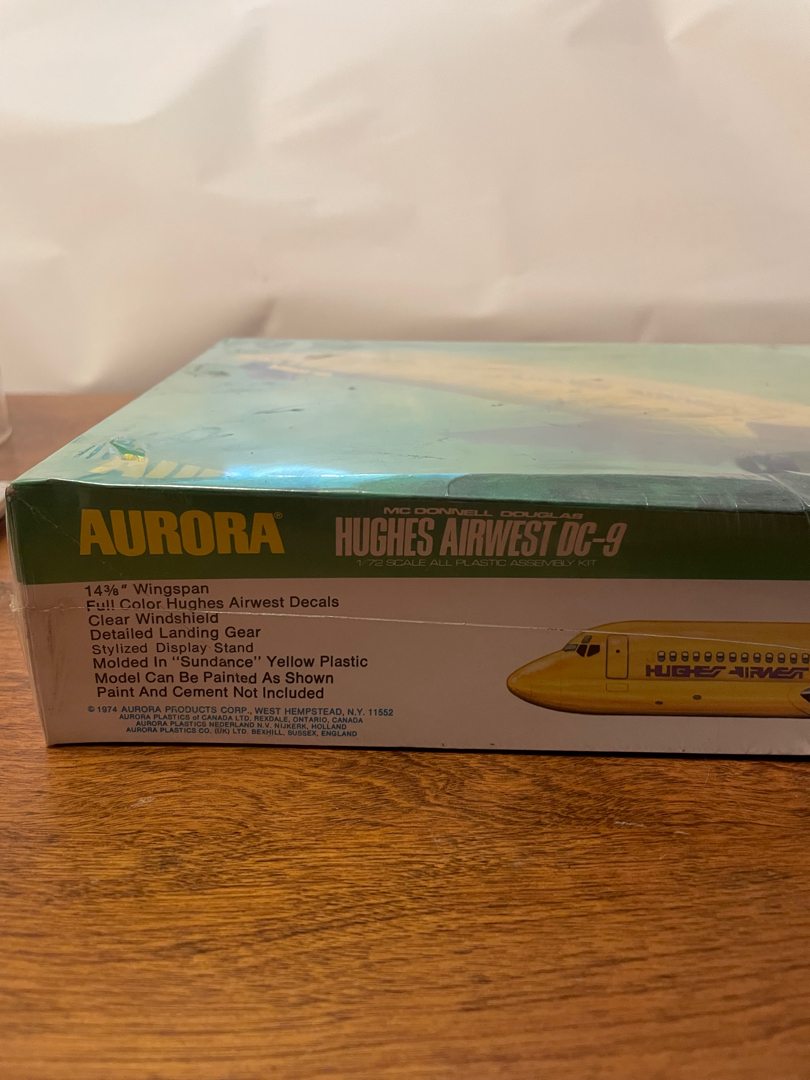 AIR
AURORA®
MC DONNELL DOUGLAS
HUGHES AIRWEST DC-9
1/72 SCALE ALL PLASTIC ASSEMBLY KIT
14⅜" Wingspan
Full Color Hughes Airwest Decals
Clear Windshield
Detailed Landing Gear
Stylized Display Stand
Molded In "Sundance" Yellow Plastic
Model Can Be Painted As Shown
Paint And Cement Not Included
© 1974 AURORA PRODUCTS CORP., WEST HEMPSTEAD, N.Y. 11552
AURORA PLASTICS of CANADA LTD. REXDALE, ONTARIO, CANADA
AURORA PLASTICS NEDERLAND N.V. NIJKERK, HOLLAND
AURORA PLASTICS CO. (UK) LTD. BEXHILL, SUSSEX, ENGLAND
HUGHES AIRWEST